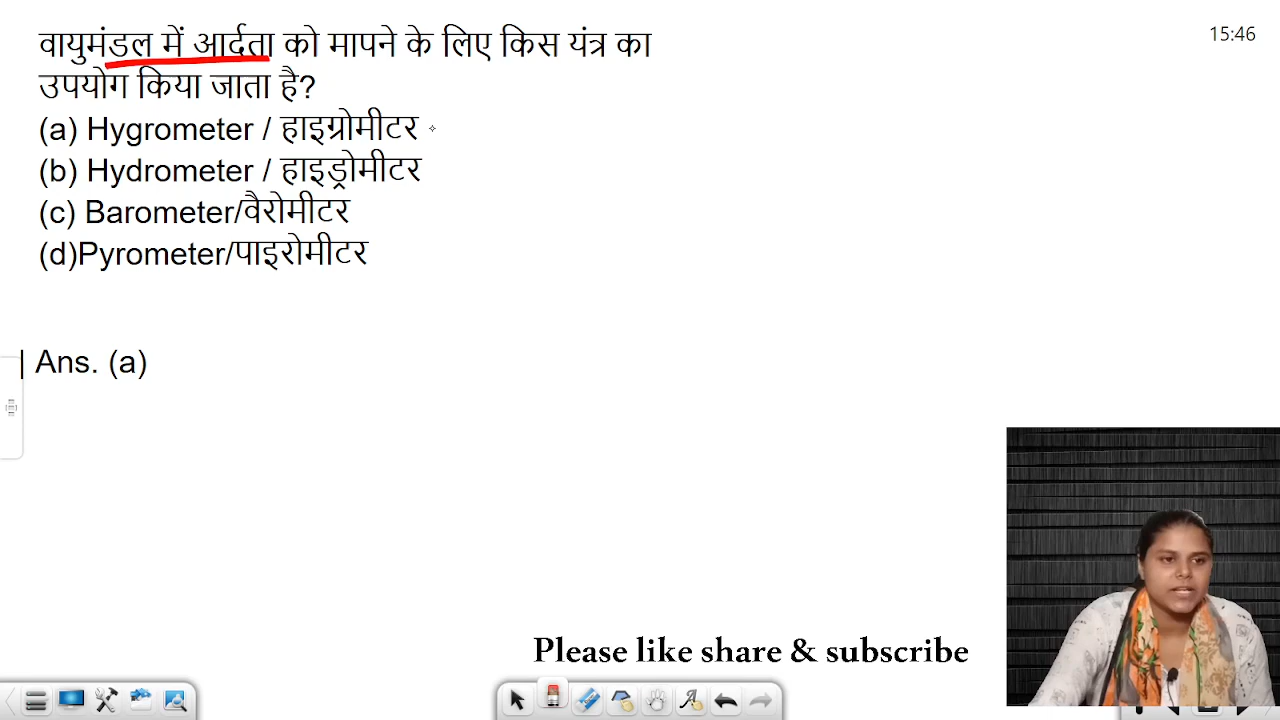 15:46
वायुमंडल में आर्दता को मापने के लिए किस यंत्र का
उपयोग किया जाता है?
(a) Hygrometer / हाइग्रोमीटर
(b) Hydrometer / हाइड्रोमीटर
(c) Barometer/वैरोमीटर
(d)Pyrometer/पाइरोमीटर
| Ans. (a)
Please like share & subscribe